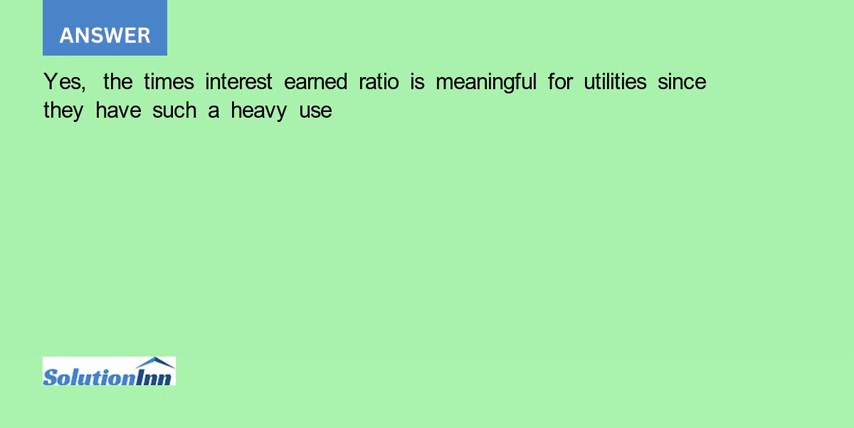 ANSWER
Yes, the times interest earned ratio is meaningful for utilities since
they have such a heavy use
SolutionInn